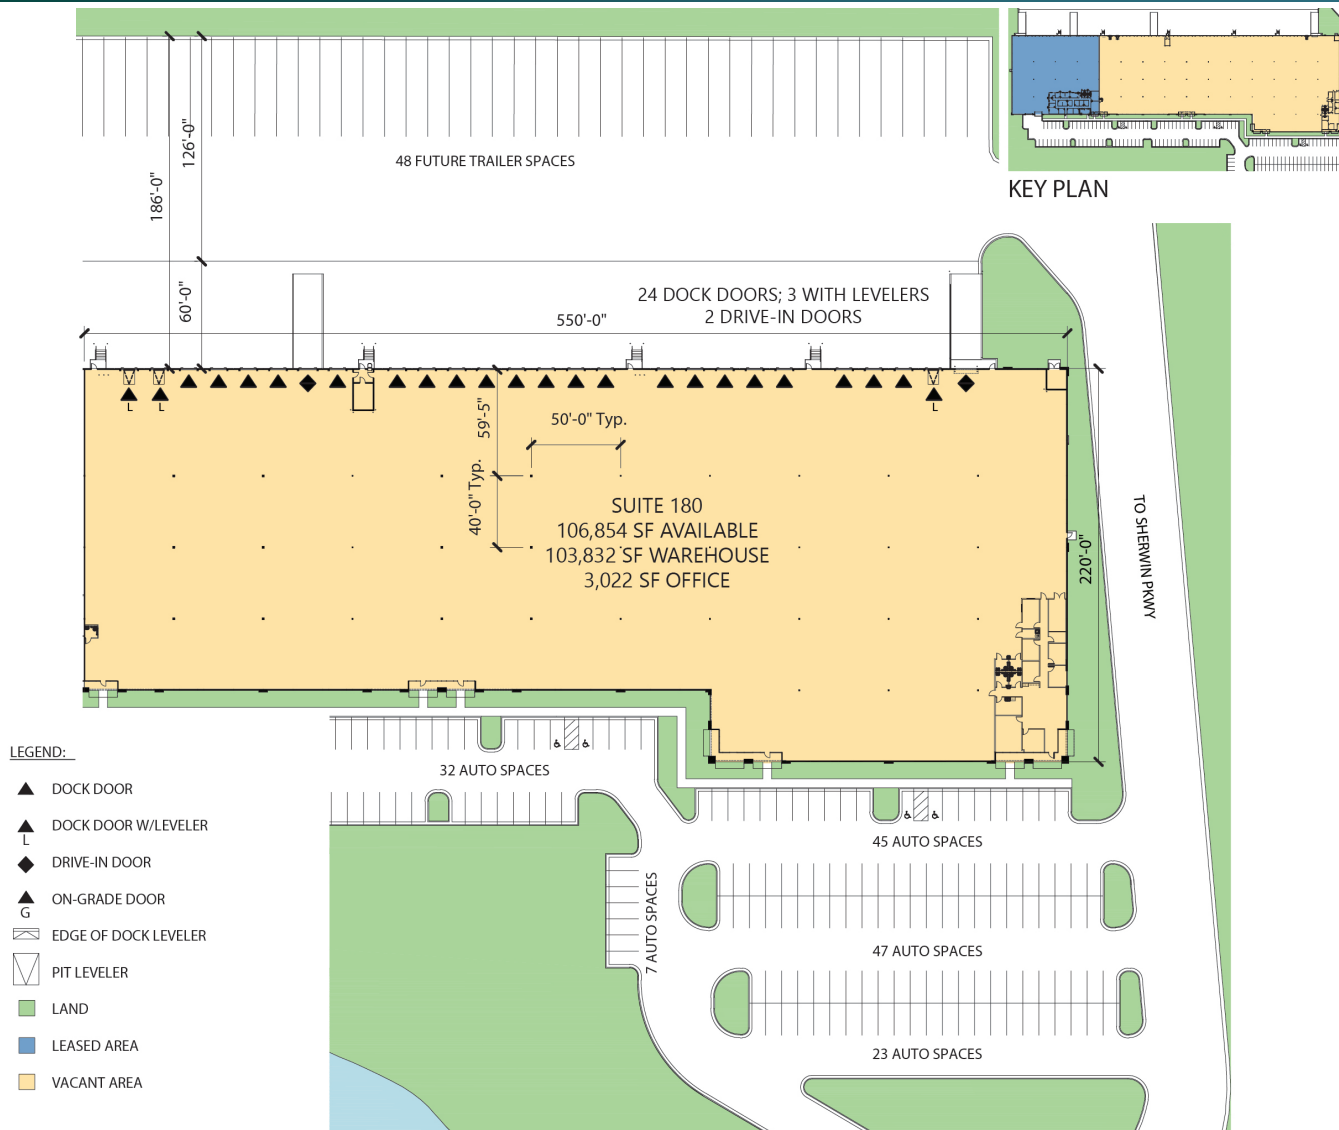 126'-0"
186'-0"
48 FUTURE TRAILER SPACES
KEY PLAN
60'-0"
24 DOCK DOORS; 3 WITH LEVELERS
2 DRIVE-IN DOORS
550'-0"
L
L
L
59'-5"
50'-0" Typ.
40'-0" Typ.
SUITE 180
106,854 SF AVAILABLE
103,832 SF WAREHOUSE
3,022 SF OFFICE
220'-0"
TO SHERWIN PKWY
32 AUTO SPACES
45 AUTO SPACES
7 AUTO SPACES
47 AUTO SPACES
23 AUTO SPACES
LEGEND:
DOCK DOOR
DOCK DOOR W/LEVELER
L
DRIVE-IN DOOR
ON-GRADE DOOR
G
EDGE OF DOCK LEVELER
PIT LEVELER
LAND
LEASED AREA
VACANT AREA